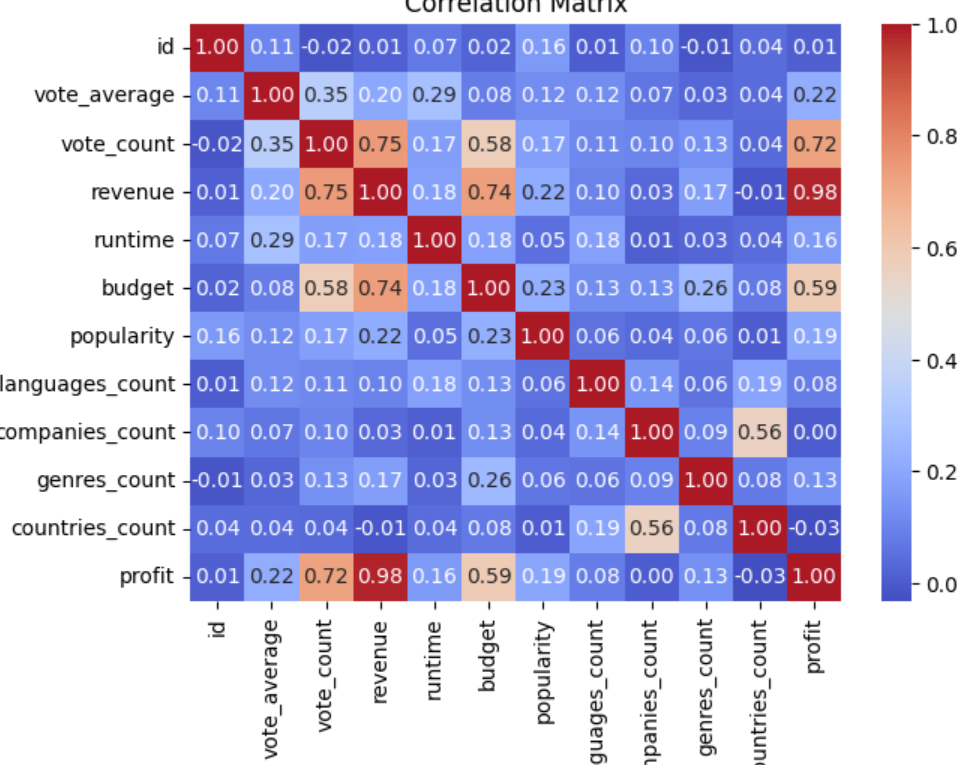 Correlation Matrix
id 1.00 0.11 -0.02 0.01 0.07 0.02 0.16 0.01 0.10 -0.01 0.04 0.01
vote_average 0.11 1.00 0.35 0.20 0.29 0.08 0.12 0.12 0.07 0.03 0.04 0.22
vote_count -0.02 0.35 1.00 0.75 0.17 0.58 0.17 0.11 0.10 0.13 0.04 0.72
revenue 0.01 0.20 0.75 1.00 0.18 0.74 0.22 0.10 0.03 0.17 -0.01 0.98
runtime 0.07 0.29 0.17 0.18 1.00 0.18 0.05 0.18 0.01 0.03 0.04 0.16
budget 0.02 0.08 0.58 0.74 0.18 1.00 0.23 0.13 0.13 0.26 0.08 0.59
popularity 0.16 0.12 0.17 0.22 0.05 0.23 1.00 0.06 0.04 0.06 0.01 0.19
languages_count 0.01 0.12 0.11 0.10 0.18 0.13 0.06 1.00 0.14 0.06 0.19 0.08
companies_count 0.10 0.07 0.10 0.03 0.01 0.13 0.04 0.14 1.00 0.09 0.56 0.00
genres_count -0.01 0.03 0.13 0.17 0.03 0.26 0.06 0.06 0.09 1.00 0.08 0.13
countries_count 0.04 0.04 0.04 -0.01 0.04 0.08 0.01 0.19 0.56 0.08 1.00 -0.03
profit 0.01 0.22 0.72 0.98 0.16 0.59 0.19 0.08 0.00 0.13 -0.03 1.00
id
vote_average
vote_count
revenue
runtime
budget
popularity
guages_count
mpanies_count
genres_count
ountries_count
profit
1.0
0.8
0.6
0.4
0.2
0.0